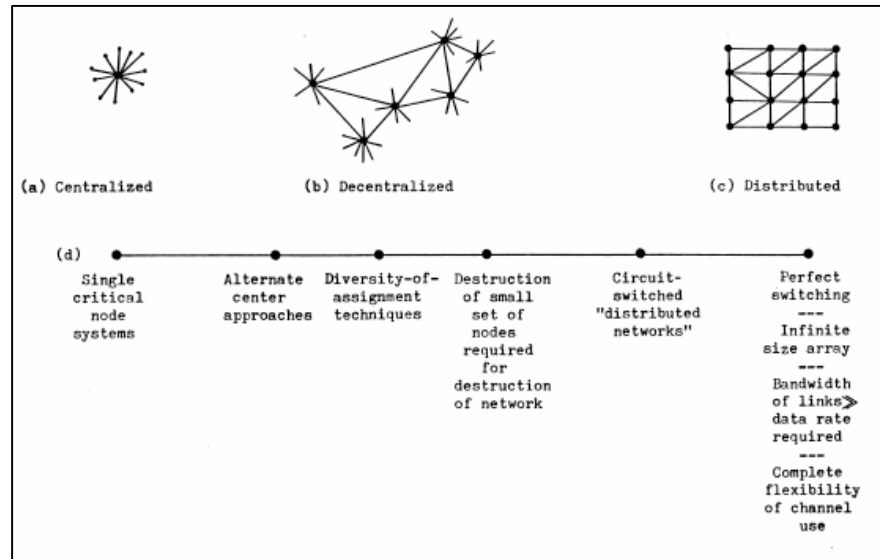 (a) Centralized
(b) Decentralized
(c) Distributed
(d)
Single
critical
node
systems
Alternate
center
approaches
Diversity-of-
assignment
techniques
Destruction
of small
set of
nodes
required
for
destruction
of network
Circuit-
switched
"distributed
networks"
Perfect
switching
---
Infinite
size array
---
Bandwidth
of links≫
data rate
required
---
Complete
flexibility
of channel
use